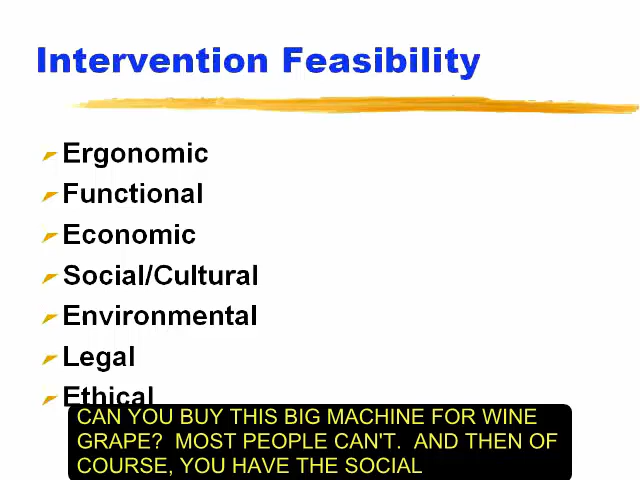 Intervention Feasibility
Ergonomic
Functional
Economic
Social/Cultural
Environmental
Legal
Ethical
CAN YOU BUY THIS BIG MACHINE FOR WINE
GRAPE?  MOST PEOPLE CAN'T.  AND THEN OF
COURSE, YOU HAVE THE SOCIAL